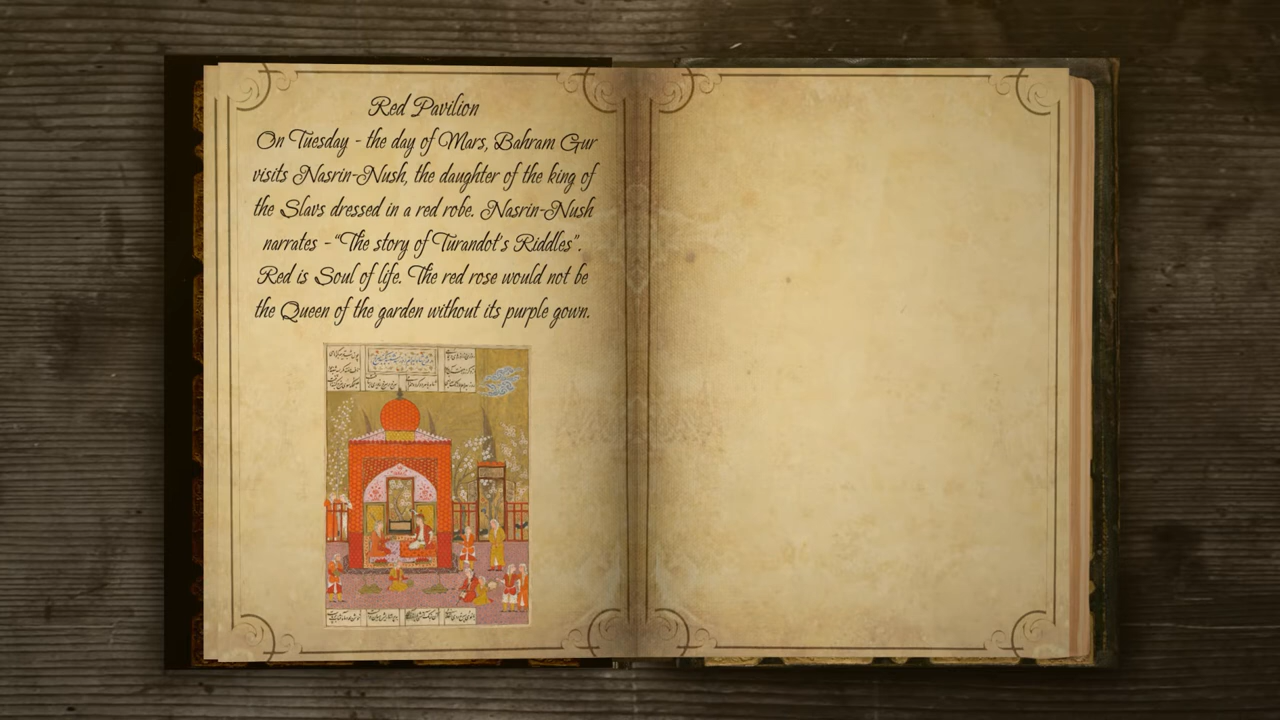 Red Pavilion
On Tuesday - the day of Mars, Bahram Gur
visits Nasrin-Nush, the daughter of the king of
the Slavs dressed in a red robe. Nasrin-Nush
narrates - “The story of Turandot's Riddles”.
Red is Soul of life. The red rose would not be
the Queen of the garden without its purple gown.